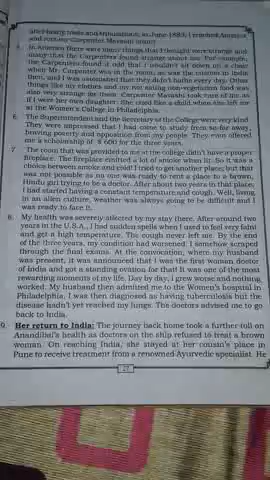 and heavy trials and tribulations, in June 1883, I reached America
and met my Carpenter Maussi (aunt)
5. In America there were many things that I thought were strange and
many that the Carpenters found strange about me. For example,
the Carpenters found it odd that I wouldn't sit down on a chair
when Mr. Carpenter was in the room, as was the custom in India
then, and I was astonished that they didn't bathe every day. Other
things like my clothes and my not eating non-vegetarian food was
also very strange for them. Carpenter Mavashi took care of me as
if I were her own daughter; she cried like a child when she left me
at the Women's College in Philadelphia.
6. The Superintendent and the Secretary of the College were very kind
They were impressed that I had come to study from so far away,
braving poverty and opposition from my people. They even offered
me a scholarship of $ 600 for the three years.
7. The room that was provided to me at the college didn't have a proper
fireplace. The fireplace emitted a lot of smoke when lit. So it was a
choice between smoke and cold! I tried to get another place; but that
was not possible as no one was ready to rent a place to a brown,
Hindu girl trying to be a doctor. After about two years in that place,
I had started having a constant temperature and cough. Well, living
in an alien culture, weather was always going to be difficult and I
was ready to face it.
8. My health was severely affected by my stay there. After around two
years in the U.S.A., I had sudden spells when I used to feel very faint
and get a high temperature. The cough never left me. By the end
of the three years, my condition had worsened. I somehow scraped
through the final exams. At the convocation, where my husband
was present, it was announced that I was the first woman doctor
of India and got a standing ovation for that! It was one of the most
rewarding moments of my life. Day by day, I grew worse and nothing
worked. My husband then admitted me to the Women's hospital in
Philadelphia. I was then diagnosed as having tuberculosis but the
disease hadn't yet reached my lungs. The doctors advised me to go
back to India.
9. Her return to India: The journey back home took a further toll on
Anandibai's health as doctors on the ship refused to treat a brown
woman. On reaching India, she stayed at her cousin's place in
Pune to receive treatment from a renowned Ayurvedic specialist. He
27